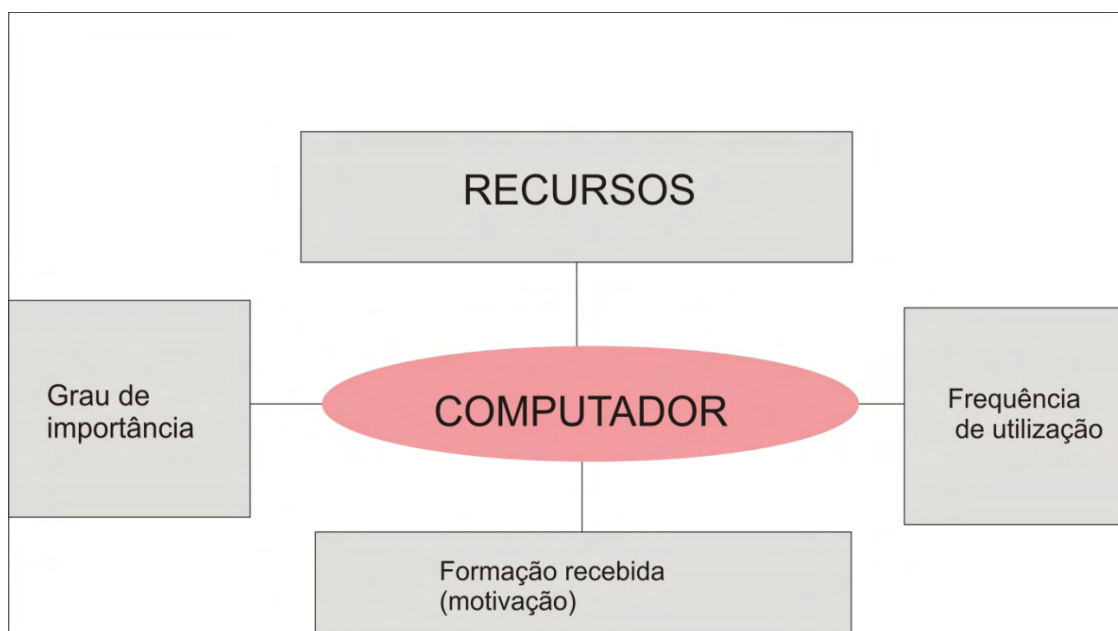 RECURSOS
Grau de
importância
COMPUTADOR
Frequência
de utilização
Formação recebida
(motivação)